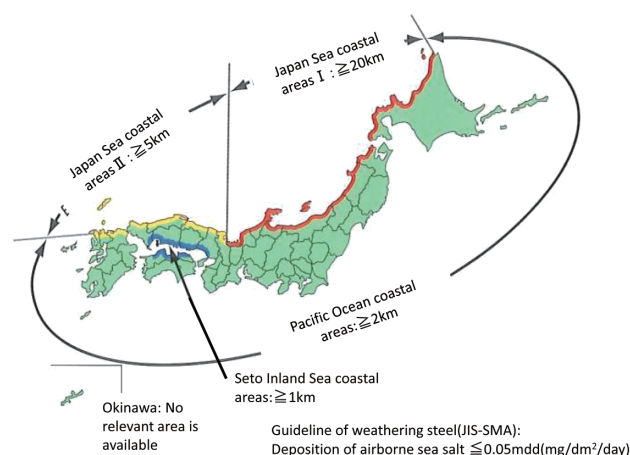 Japan Sea coastal
areas Ⅰ : ≧20km
Japan Sea coastal
areas Ⅱ : ≧5km
Pacific Ocean coastal
areas:≧2km
Seto Inland Sea coastal
areas:≧1km
Okinawa: No
relevant area is
available
Guideline of weathering steel(JIS-SMA):
Deposition of airborne sea salt ≦0.05mdd(mg/dm²/day)